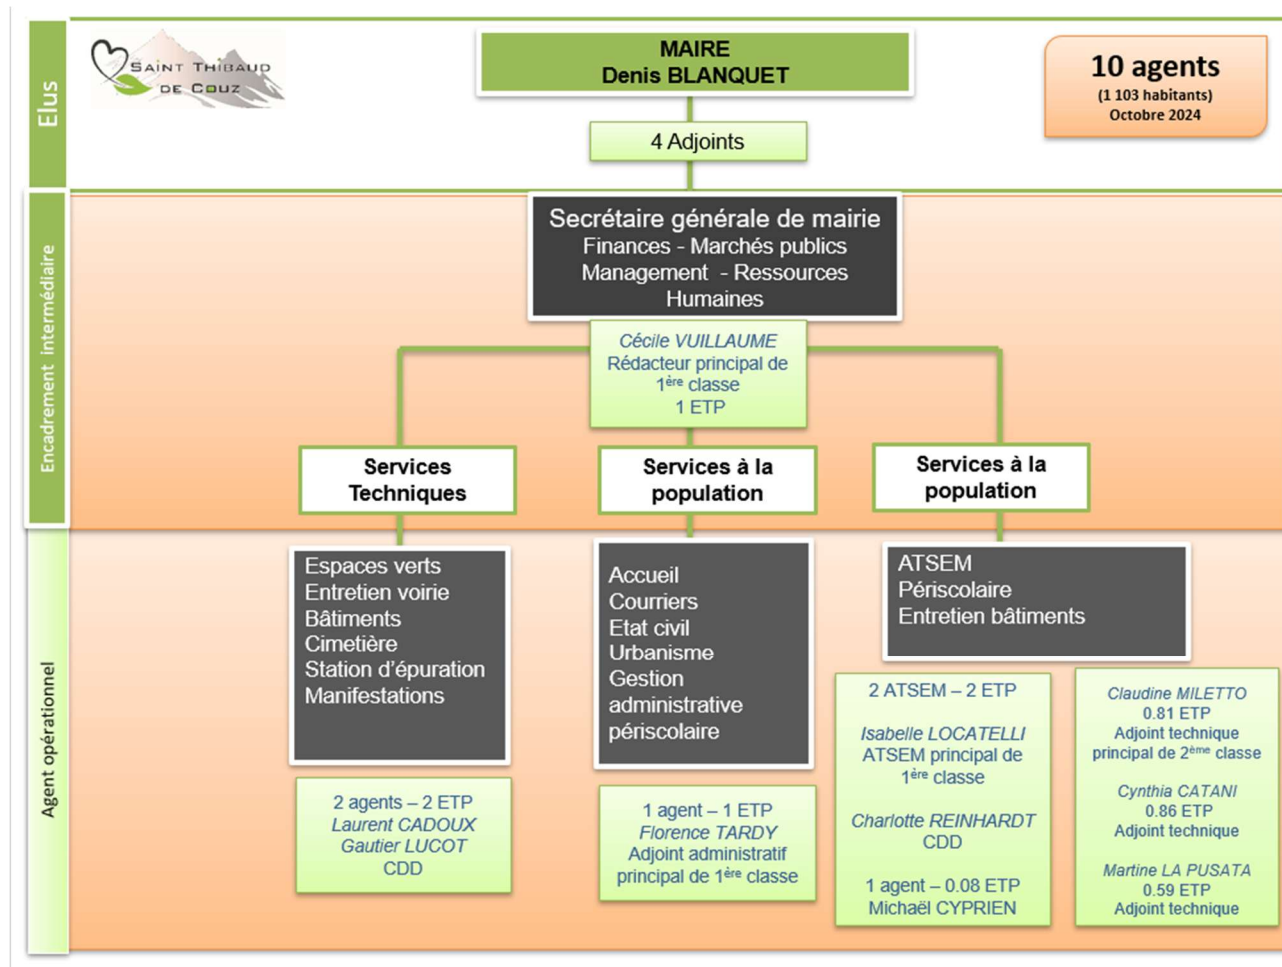 Elus
SAINT THIBAUD
DE COUZ
MAIRE
Denis BLANQUET
4 Adjoints
10 agents
(1 103 habitants)
Octobre 2024
Encadrement intermédiaire
Secrétaire générale de mairie
Finances - Marchés publics
Management - Ressources
Humaines
Cécile VUILLAUME
Rédacteur principal de
1ère classe
1 ETP
Services
Techniques
Services à la
population
Services à la
population
Agent opérationnel
Espaces verts
Entretien voirie
Bâtiments
Cimetière
Station d'épuration
Manifestations
2 agents – 2 ETP
Laurent CADOUX
Gautier LUCOT
CDD
Accueil
Courriers
Etat civil
Urbanisme
Gestion
administrative
périscolaire
1 agent – 1 ETP
Florence TARDY
Adjoint administratif
principal de 1ère classe
ATSEM
Périscolaire
Entretien bâtiments
2 ATSEM – 2 ETP
Isabelle LOCATELLI
ATSEM principal de
1ère classe
Charlotte REINHARDT
CDD
1 agent – 0.08 ETP
Michaël CYPRIEN
Claudine MILETTO
0.81 ETP
Adjoint technique
principal de 2ème classe
Cynthia CATANI
0.86 ETP
Adjoint technique
Martine LA PUSATA
0.59 ETP
Adjoint technique